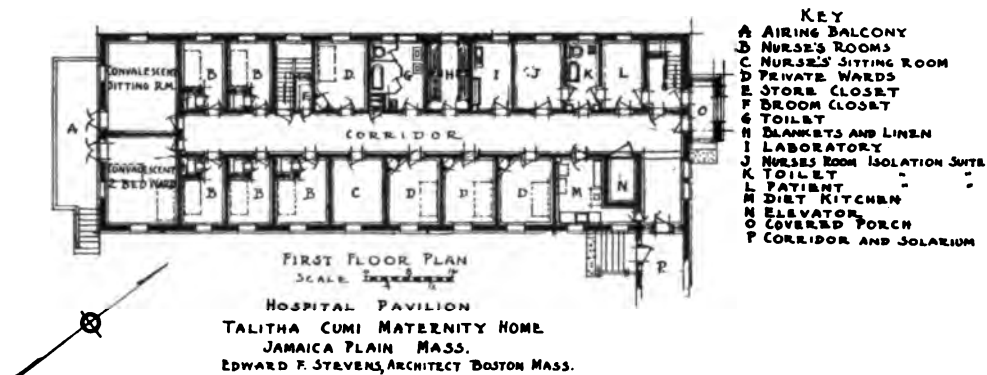 KEY
A AIRING BALCONY
B NURSE'S ROOMS
C NURSE'S SITTING ROOM
D PRIVATE WARDS
E STORE CLOSET
F BROOM CLOSET
G TOILET
H BLANKETS AND LINEN
I LABORATORY
J NURSES ROOM ISOLATION SUITE
K TOILET " "
L PATIENT " "
M DIET KITCHEN
N ELEVATOR
O COVERED PORCH
P CORRIDOR AND SOLARIUM
CONVALESCENT
SITTING RM.
B B D G H I J K L
A
O
CORRIDOR
CONVALESCENT
2 BED WARD
B B B C D D D M N
P.
FIRST FLOOR PLAN
SCALE
HOSPITAL PAVILION
TALITHA CUMI MATERNITY HOME
JAMAICA PLAIN MASS.
EDWARD F. STEVENS, ARCHITECT BOSTON MASS.